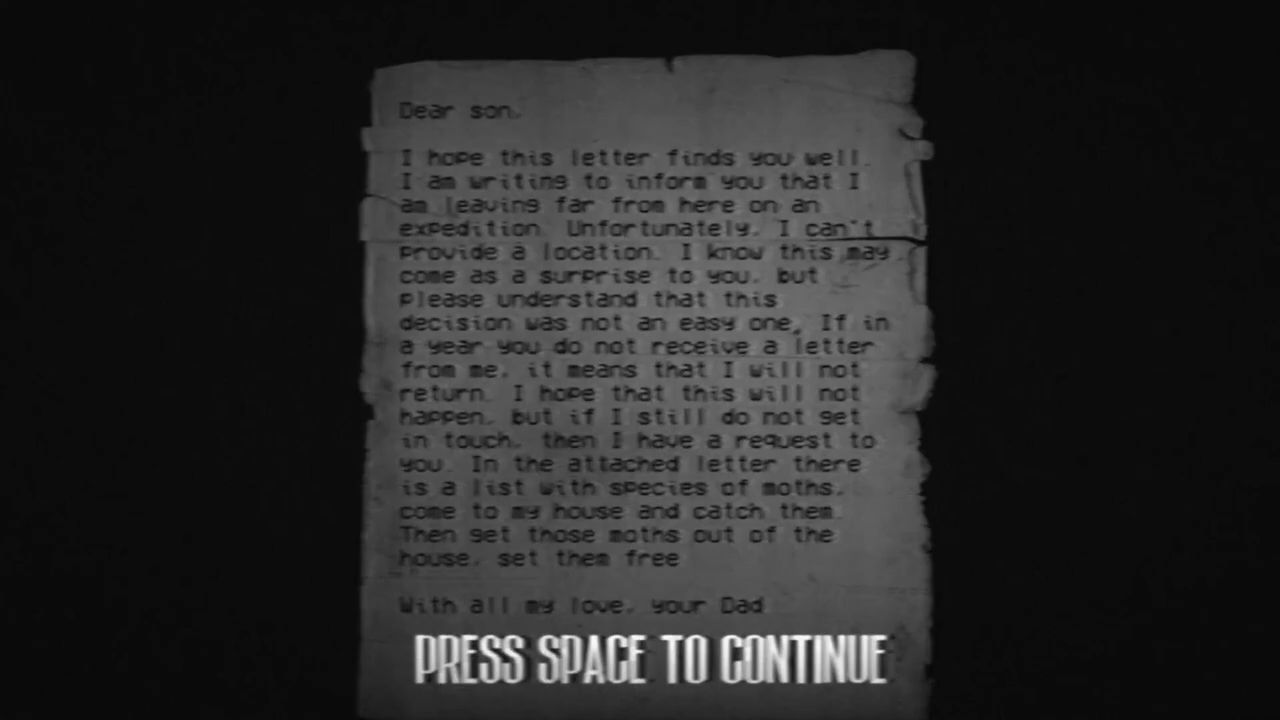 Dear son,
I hope this letter finds you well.
I am writing to inform you that I
am leaving far from here on an
expedition. Unfortunately, I can't
provide a location. I know this may
come as a surprise to you, but
please understand that this
decision was not an easy one, If in
a year you do not receive a letter
from me, it means that I will not
return. I hope that this will not
happen, but if I still do not get
in touch, then I have a request to
you. In the attached letter there
is a list with species of moths,
come to my house and catch them.
Then get those moths out of the
house, set them free
With all my love, your Dad
PRESS SPACE TO CONTINUE